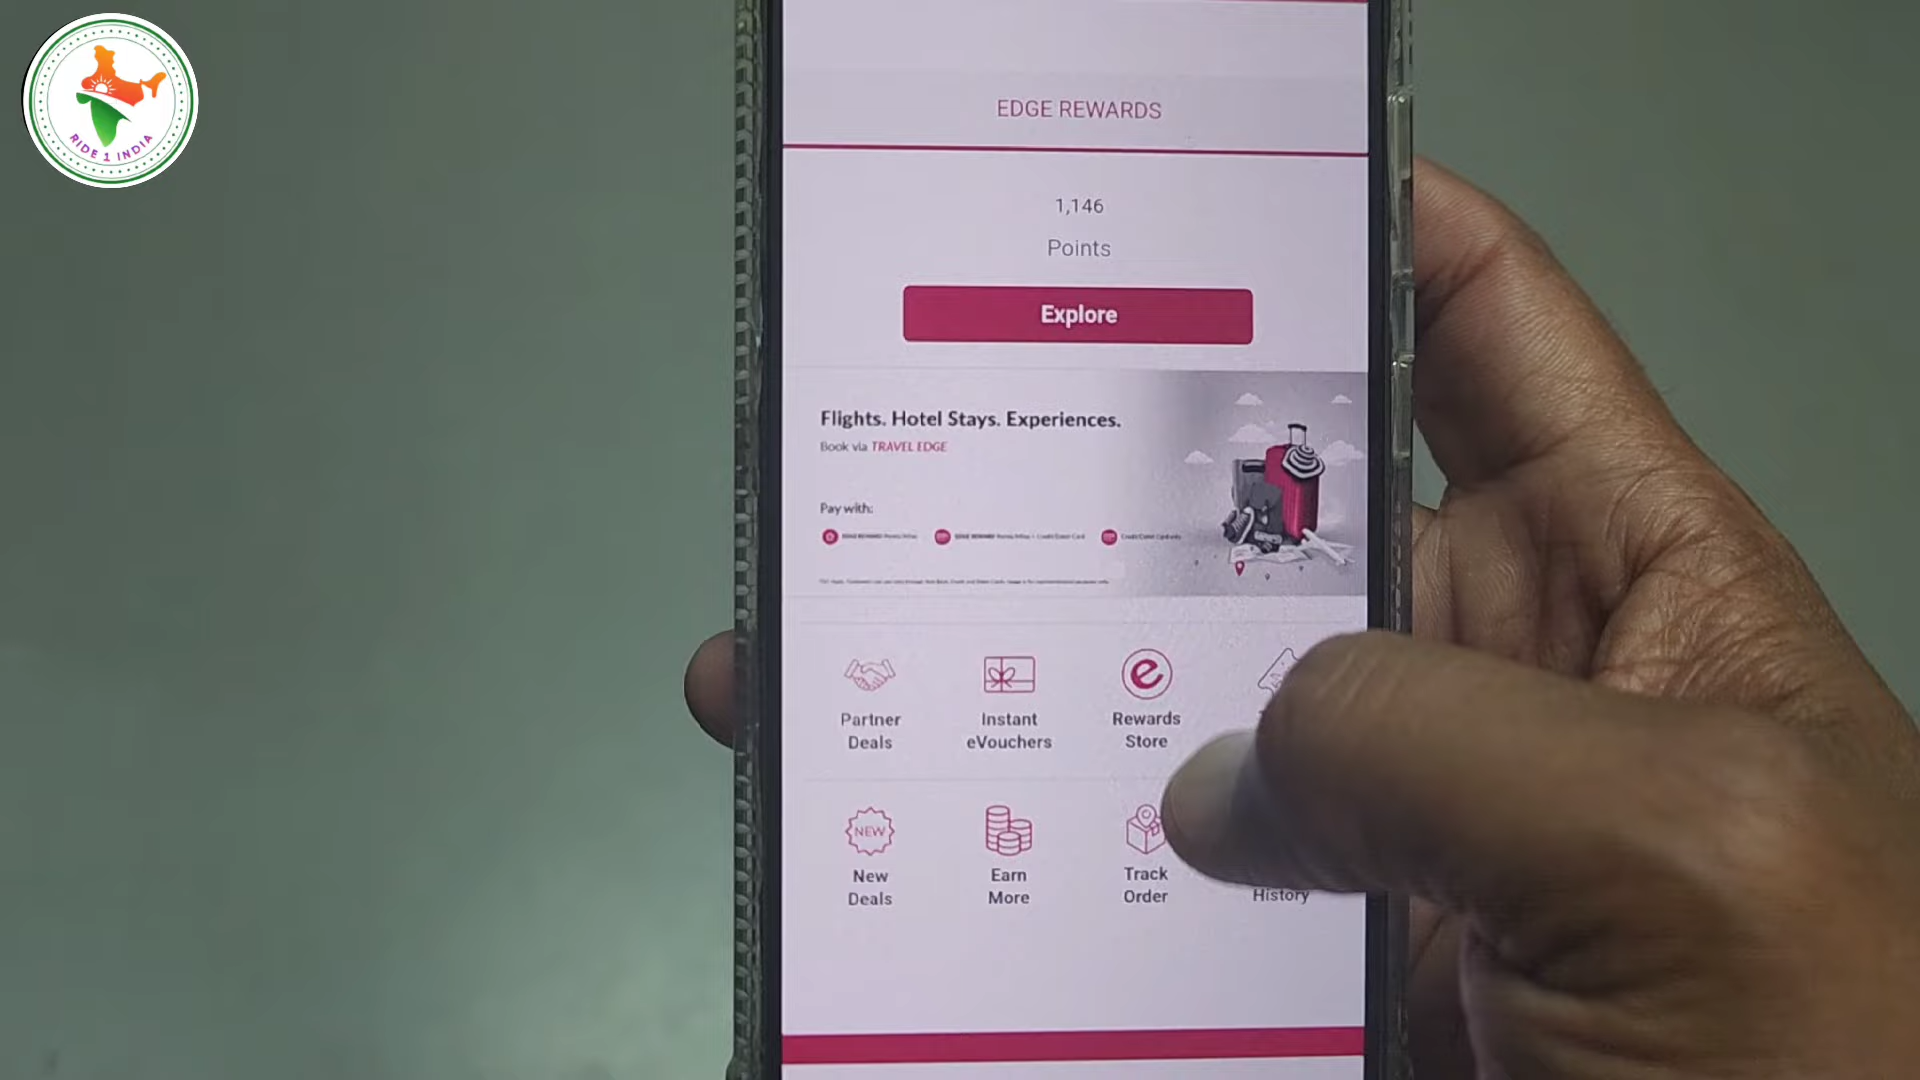 RIDE 1 INDIA
EDGE REWARDS
1,146
Points
Explore
Flights. Hotel Stays. Experiences.
Book via TRAVEL EDGE
Pay with:
Partner
Deals
Instant
eVouchers
Rewards
Store
NEW
New
Deals
Earn
More
Track
Order
History